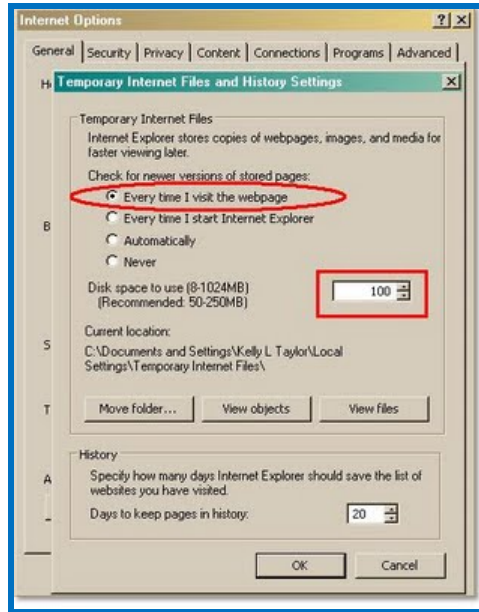 Internet Options
General Security Privacy Content Connections Programs Advanced
H
Temporary Internet Files and History Settings
Temporary Internet Files
Internet Explorer stores copies of webpages, images, and media for
faster viewing later.
Check for newer versions of stored pages:
Every time I visit the webpage
Every time I start Internet Explorer
B
Automatically
Never
Disk space to use (8-1024MB)
100
(Recommended: 50-250MB)
Current location:
S
C:\Documents and Settings\Kelly L Taylor\Local
Settings\Temporary Internet Files\
T
Move folder... View objects View files
History
A
Specify how many days Internet Explorer should save the list of
websites you have visited.
Days to keep pages in history: 20
OK Cancel